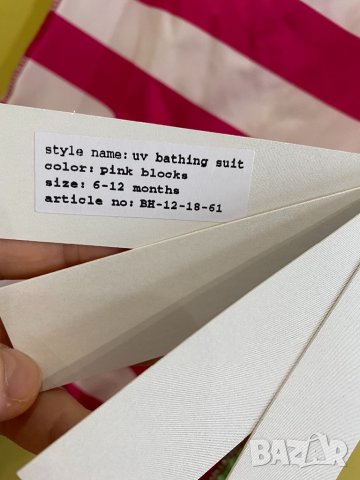 style name: uv bathing suit
color: pink blocks
size: 6-12 months
article no: BH-12-18-61
BAZAR